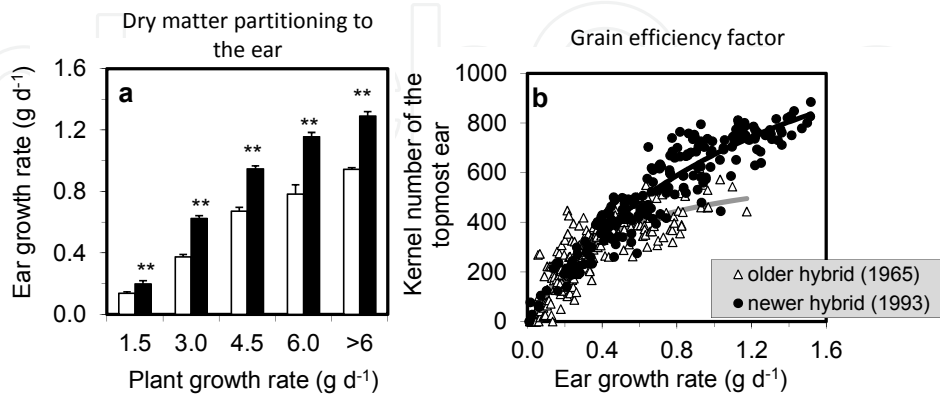 Dry matter partitioning to
the ear
Ear growth rate (g d-1)
1.6
1.2
0.8
0.4
0.0
a
**
**
**
**
**
1.5 3.0 4.5 6.0 >6
Plant growth rate (g d-1)
Grain efficiency factor
Kernel number of the
topmost ear
1000
800
600
400
200
0
b
older hybrid (1965)
newer hybrid (1993)
0.0 0.4 0.8 1.2 1.6
Ear growth rate (g d-1)